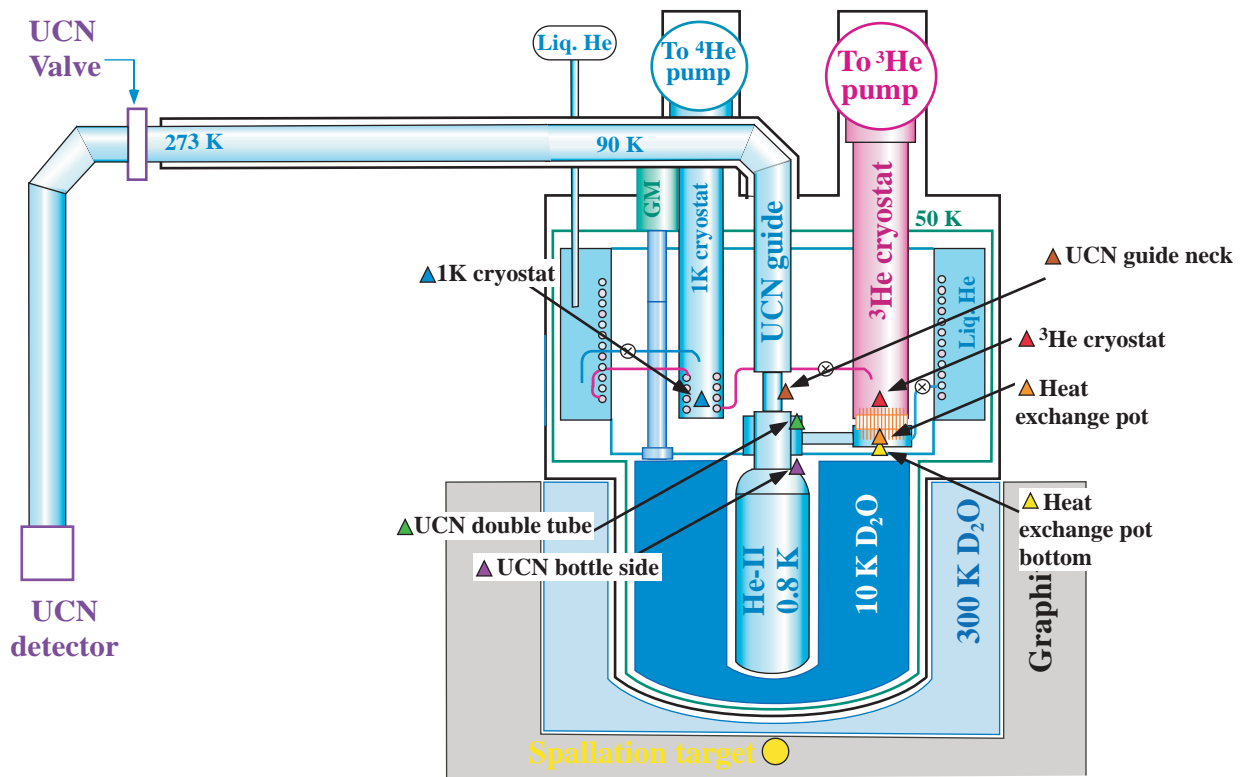 UCN
Valve
Liq. He
To ⁴He
pump
To ³He
pump
273 K
90 K
GM
1K cryostat
UCN guide
³He cryostat
50 K
Liq. He
1K cryostat
UCN guide neck
³He cryostat
Heat
exchange pot
UCN double tube
UCN bottle side
Heat
exchange pot
bottom
He-II
0.8 K
10 K D₂O
300 K D₂O
Graphi
UCN
detector
Spallation target